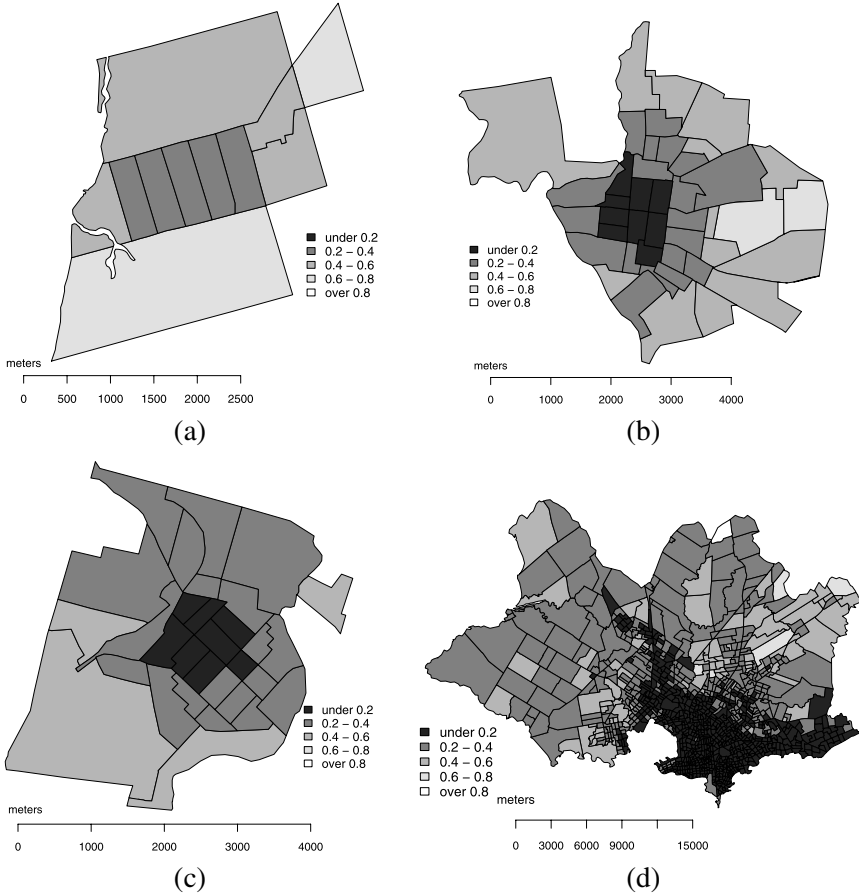 under 0.2
0.2 − 0.4
0.4 − 0.6
0.6 − 0.8
over 0.8
meters
0 500 1000 1500 2000 2500
(a)
under 0.2
0.2 − 0.4
0.4 − 0.6
0.6 − 0.8
over 0.8
meters
0 1000 2000 3000 4000
(b)
under 0.2
0.2 − 0.4
0.4 − 0.6
0.6 − 0.8
over 0.8
meters
0 1000 2000 3000 4000
(c)
under 0.2
0.2 − 0.4
0.4 − 0.6
0.6 − 0.8
over 0.8
meters
0 3000 6000 9000 15000
(d)